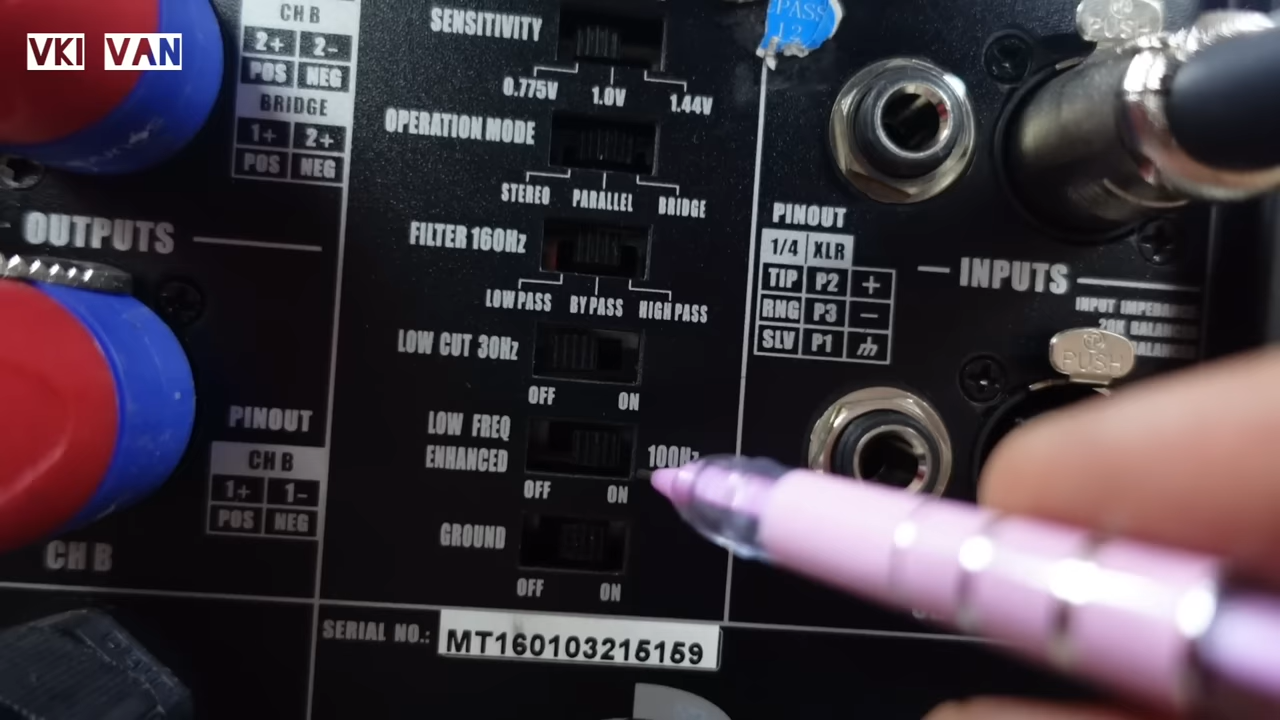 VKI VAN
CH B
2+ 2-
POS NEG
BRIDGE
1+ 2+
POS NEG
OUTPUTS
PINOUT
CH B
1+ 1-
POS NEG
CH B
SENSITIVITY
0.775V 1.0V 1.44V
OPERATION MODE
STEREO PARALLEL BRIDGE
FILTER 160Hz
LOW PASS BY PASS HIGH PASS
LOW CUT 30Hz
OFF ON
LOW FREQ
ENHANCED
100Hz
OFF ON
GROUND
OFF ON
SERIAL NO.: MT160103215159
PASS
PUSH
PINOUT
1/4 XLR
TIP P2 +
RNG P3 -
SLV P1
INPUTS
INPUT
20K BALANCED
PUSH